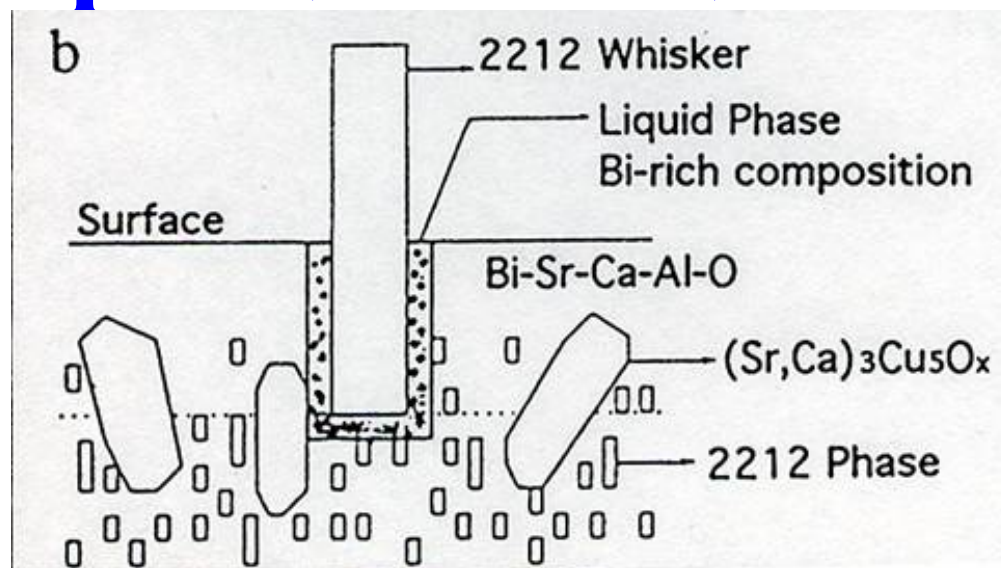 b
2212 Whisker
Liquid Phase
Bi-rich composition
Surface
Bi-Sr-Ca-Al-O
(Sr,Ca)3Cu5Ox
2212 Phase